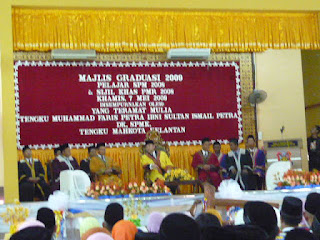 MAJLIS GRADUASI 2009
PELAJAR SPM 2008
& SIJIL KHAS PMR 2008
KHAMIS, 7 MEI 2009
DISEMPURNAKAN OLEH
YANG TERAMAT MULIA
TENGKU MUHAMMAD FARIS PETRA IBNI SULTAN ISMAIL PETRA
DK, SPMK.
TENGKU MAHKOTA KELANTAN